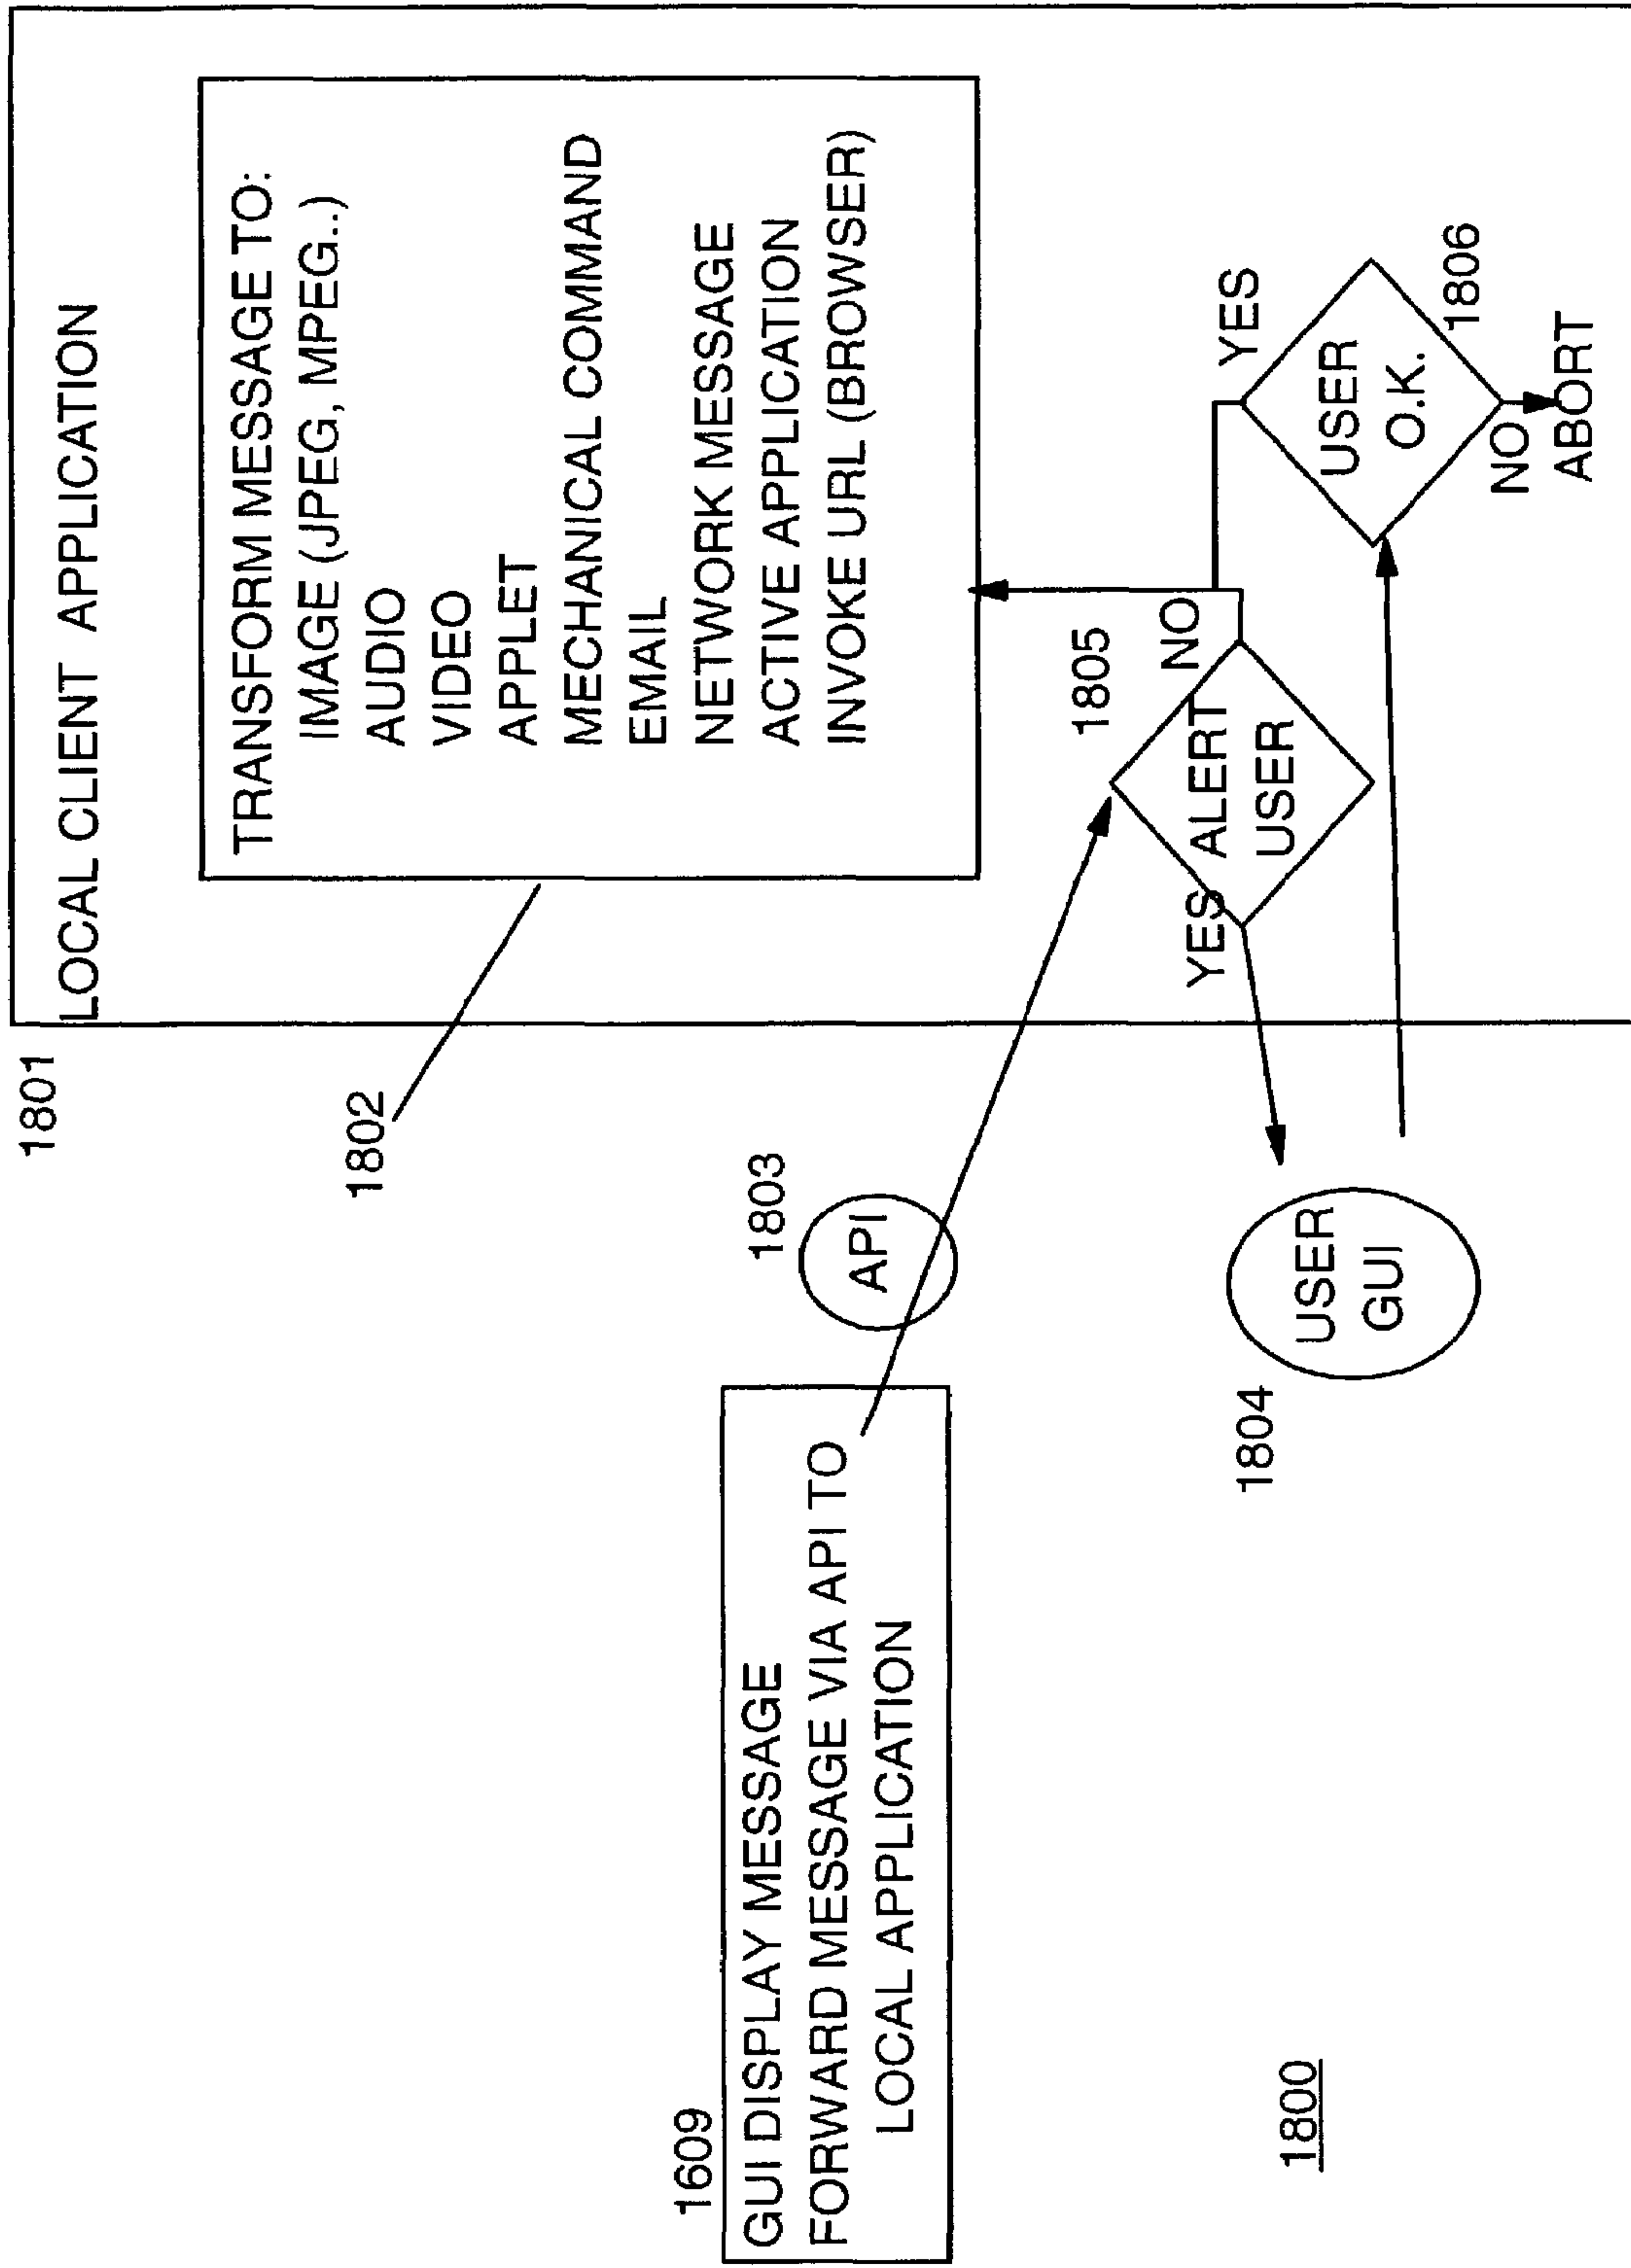 1801
LOCAL CLIENT APPLICATION
1802
TRANSFORM MESSAGE TO:
IMAGE (JPEG, MPEG..)
AUDIO
VIDEO
APPLET
MECHANICAL COMMAND
EMAIL
NETWORK MESSAGE
ACTIVE APPLICATION
INVOKE URL (BROWSER)
1609
GUI DISPLAY MESSAGE
FORWARD MESSAGE VIA API TO
LOCAL APPLICATION
1803
API
1805
YES
ALERT
USER
NO
YES
USER
O.K.
1806
NO
ABORT
1804
USER
GUI
1800